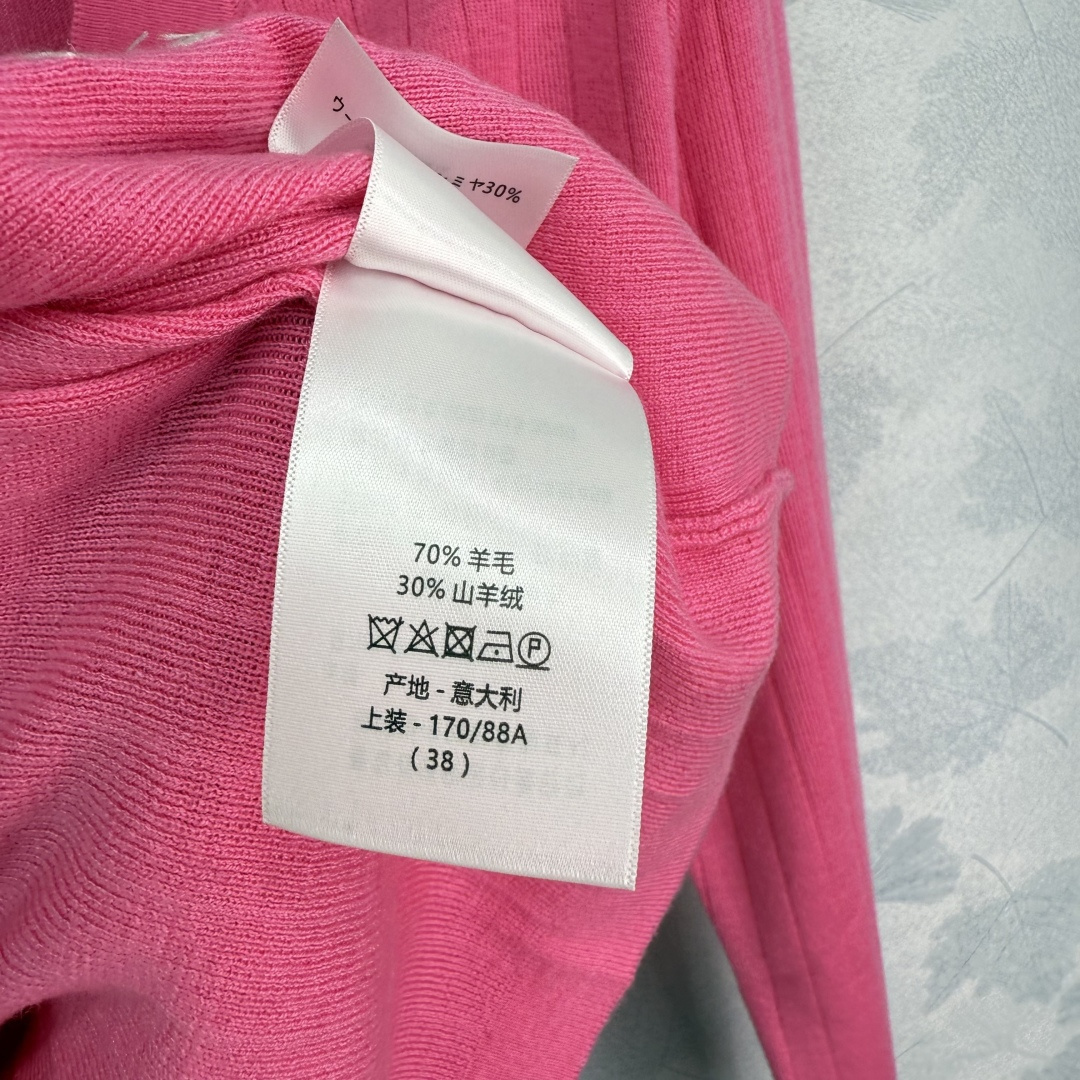 ミヤ30%
70% 羊毛
30% 山羊绒
P
产地 - 意大利
上装 - 170/88A
( 38 )